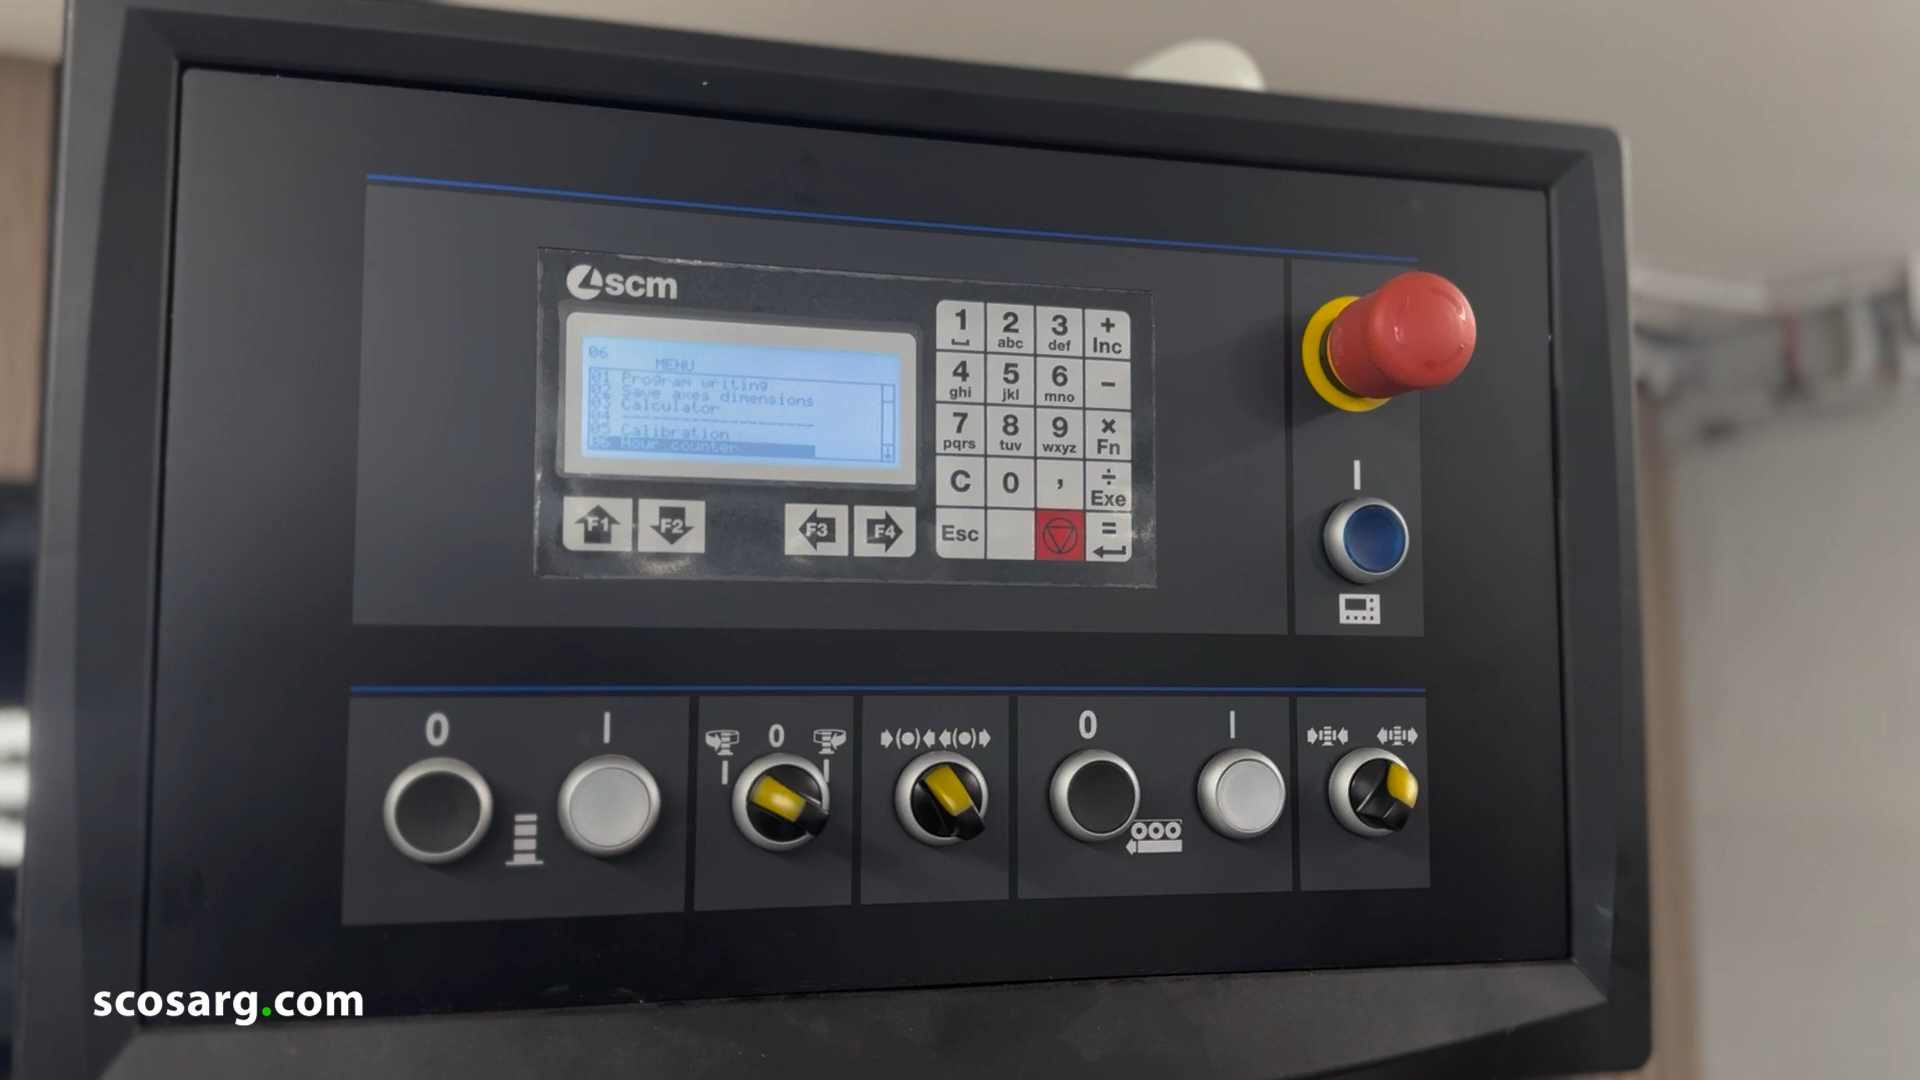 scm
06
MENU
01 Program writing
02 Save axes dimensions
03 Calculator
04 --------------------
05 Calibration
06 Hour counter
F1 F2 F3 F4
1 2 abc 3 def + Inc
4 ghi 5 jkl 6 mno -
7 pqrs 8 tuv 9 wxyz × Fn
C 0 , ÷ Exe
Esc =
I
0 I 0 0 I
scosarg.com